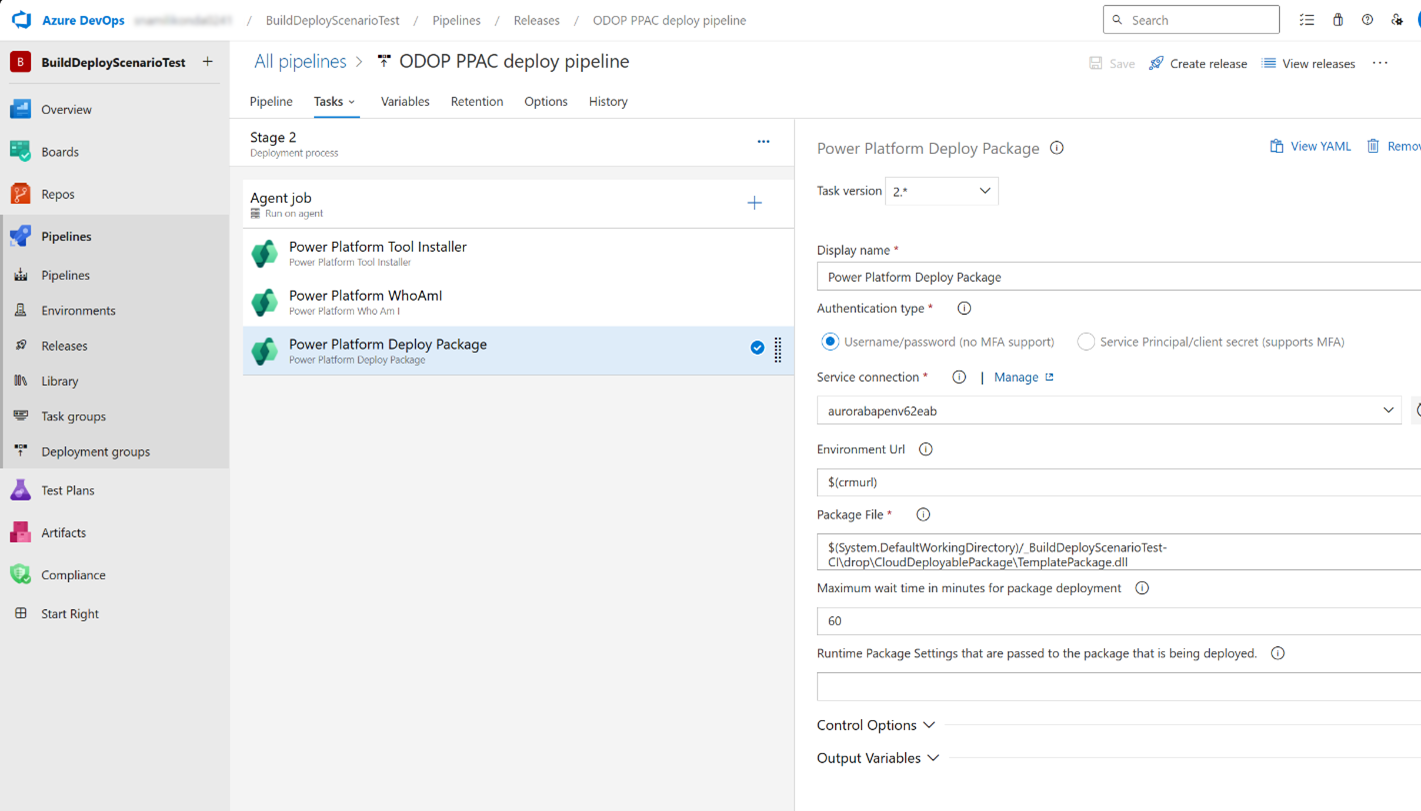 Azure DevOps / BuildDeployScenarioTest / Pipelines / Releases / ODOP PPAC deploy pipeline
Search
B BuildDeployScenarioTest +
Overview
Boards
Repos
Pipelines
Pipelines
Environments
Releases
Library
Task groups
Deployment groups
Test Plans
Artifacts
Compliance
Start Right
All pipelines > ODOP PPAC deploy pipeline
Save Create release View releases ...
Pipeline Tasks Variables Retention Options History
Stage 2
Deployment process
...
Agent job
Run on agent
Power Platform Tool Installer
Power Platform Tool Installer
Power Platform WhoAmI
Power Platform Who Am I
Power Platform Deploy Package
Power Platform Deploy Package
Power Platform Deploy Package
View YAML Remov
Task version 2.*
Display name *
Power Platform Deploy Package
Authentication type *
Username/password (no MFA support) Service Principal/client secret (supports MFA)
Service connection * | Manage
aurorabapenv62eab
Environment Url
$(crmurl)
Package File *
$(System.DefaultWorkingDirectory)/_BuildDeployScenarioTest-
CI\drop\CloudDeployablePackage\TemplatePackage.dll
Maximum wait time in minutes for package deployment
60
Runtime Package Settings that are passed to the package that is being deployed.
Control Options
Output Variables